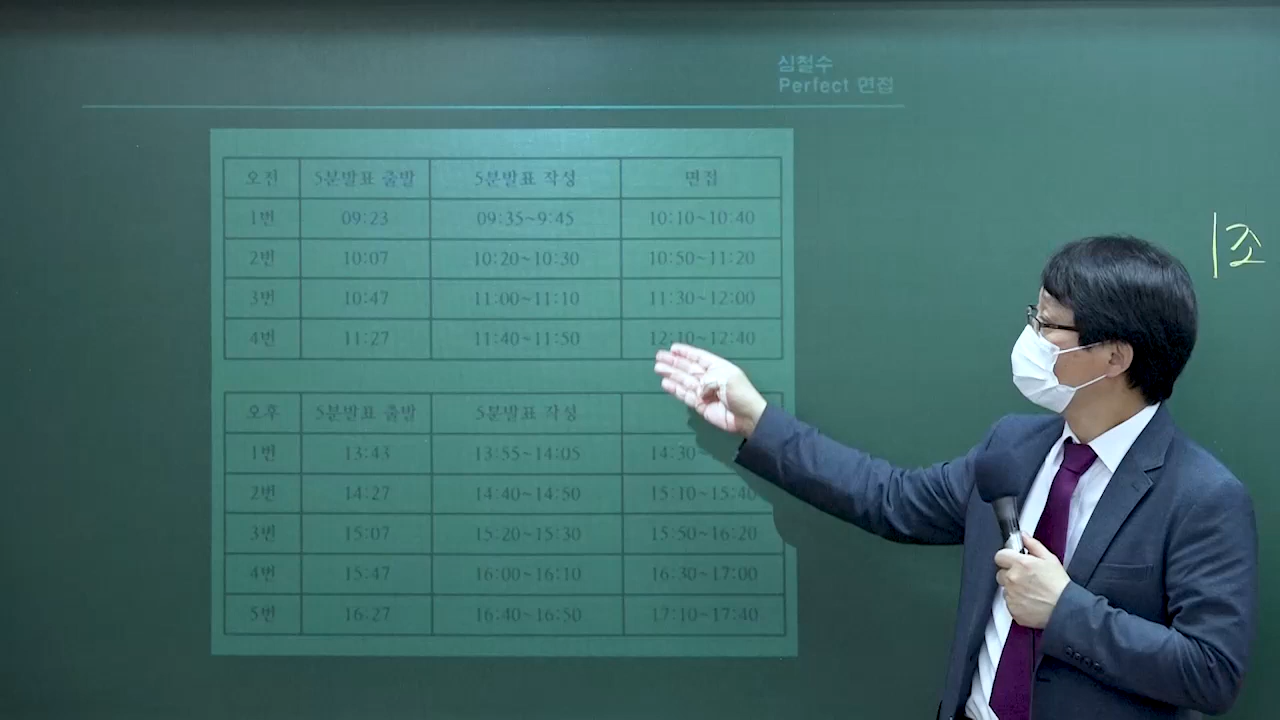 심철수
Perfect 면접
오전 5분발표 출발 5분발표 작성 면접
1번 09:23 09:35~9:45 10:10~10:40
2번 10:07 10:20~10:30 10:50~11:20
3번 10:47 11:00~11:10 11:30~12:00
4번 11:27 11:40~11:50 12:10~12:40
오후 5분발표 출발 5분발표 작성
1번 13:43 13:55~14:05 14:30~
2번 14:27 14:40~14:50 15:10~15:40
3번 15:07 15:20~15:30 15:50~16:20
4번 15:47 16:00~16:10 16:30~17:00
5번 16:27 16:40~16:50 17:10~17:40
1조